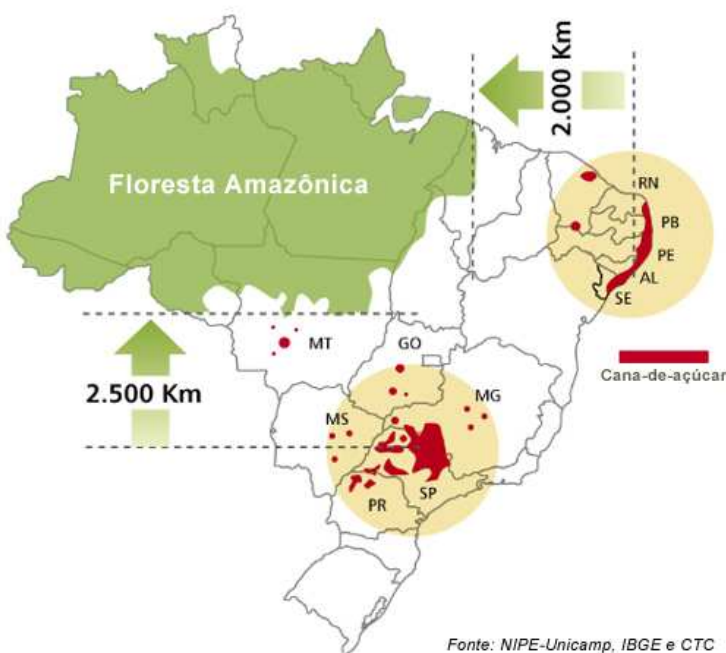 2.000 Km
Floresta Amazônica
RN
PB
PE
AL
SE
MT
GO
Cana-de-açúcar
2.500 Km
MS
MG
SP
PR
Fonte: NIPE-Unicamp, IBGE e CTC